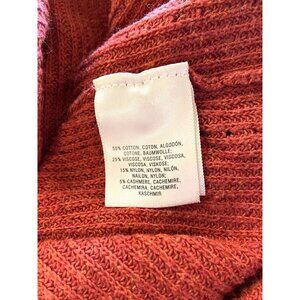 55% COTTON, COTON, ALGODÓN,
COTONE, BAUMWOLLE;
25% VISCOSE, VISCOSE, VISCOSA,
VISCOSA, VISKOSE;
15% NYLON, NYLON, NILÓN,
NAILON, NYLON;
5% CASHMERE, CACHEMIRE,
CACHEMIRA, CASHMIRE,
KASCHMIR